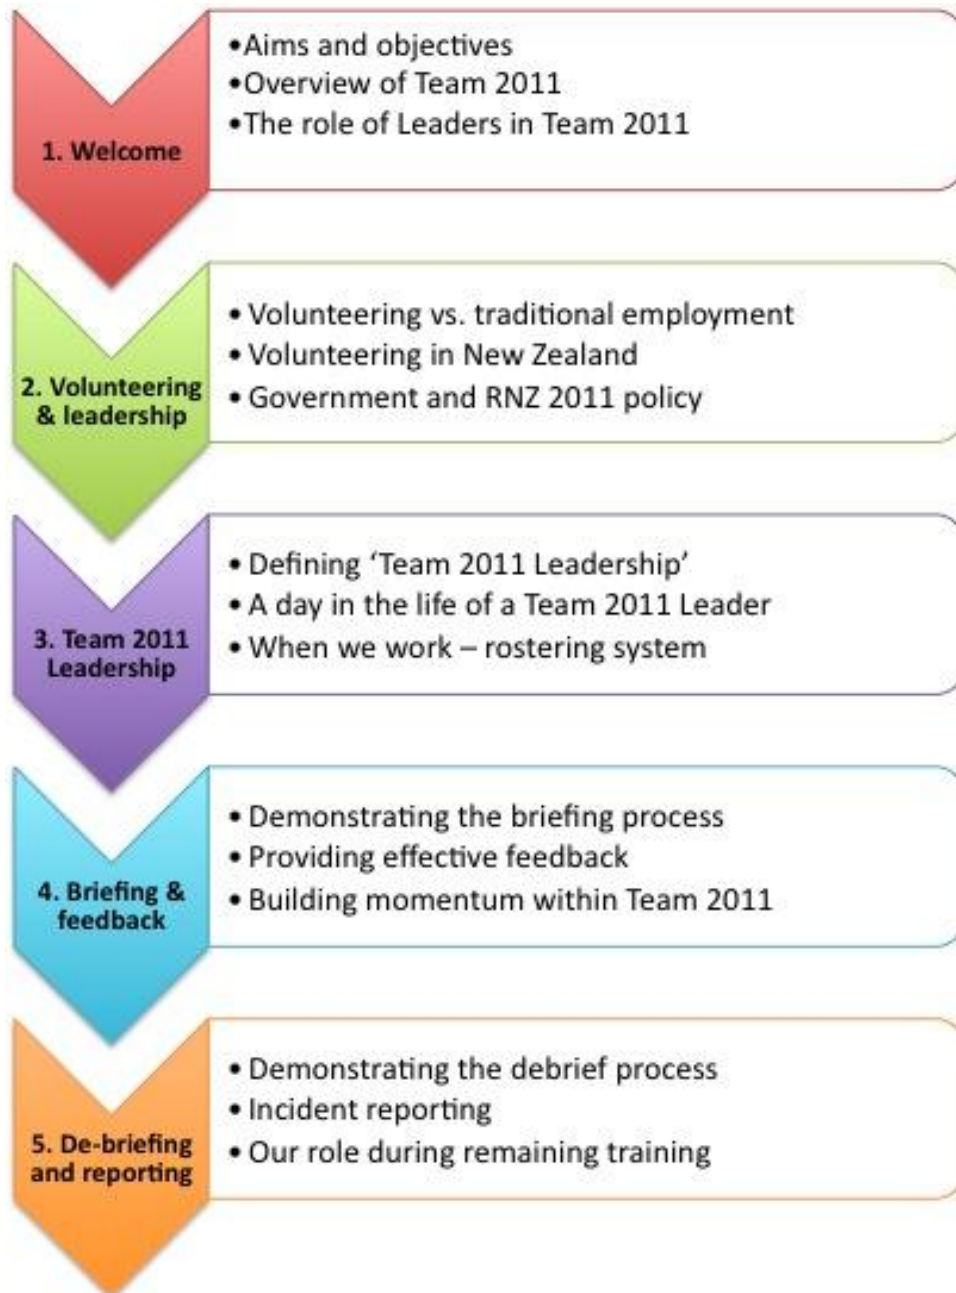 1. Welcome
•Aims and objectives
•Overview of Team 2011
•The role of Leaders in Team 2011
2. Volunteering
& leadership
• Volunteering vs. traditional employment
• Volunteering in New Zealand
• Government and RNZ 2011 policy
3. Team 2011
Leadership
• Defining ‘Team 2011 Leadership’
• A day in the life of a Team 2011 Leader
• When we work – rostering system
4. Briefing &
feedback
• Demonstrating the briefing process
• Providing effective feedback
• Building momentum within Team 2011
5. De-briefing
and reporting
• Demonstrating the debrief process
• Incident reporting
• Our role during remaining training